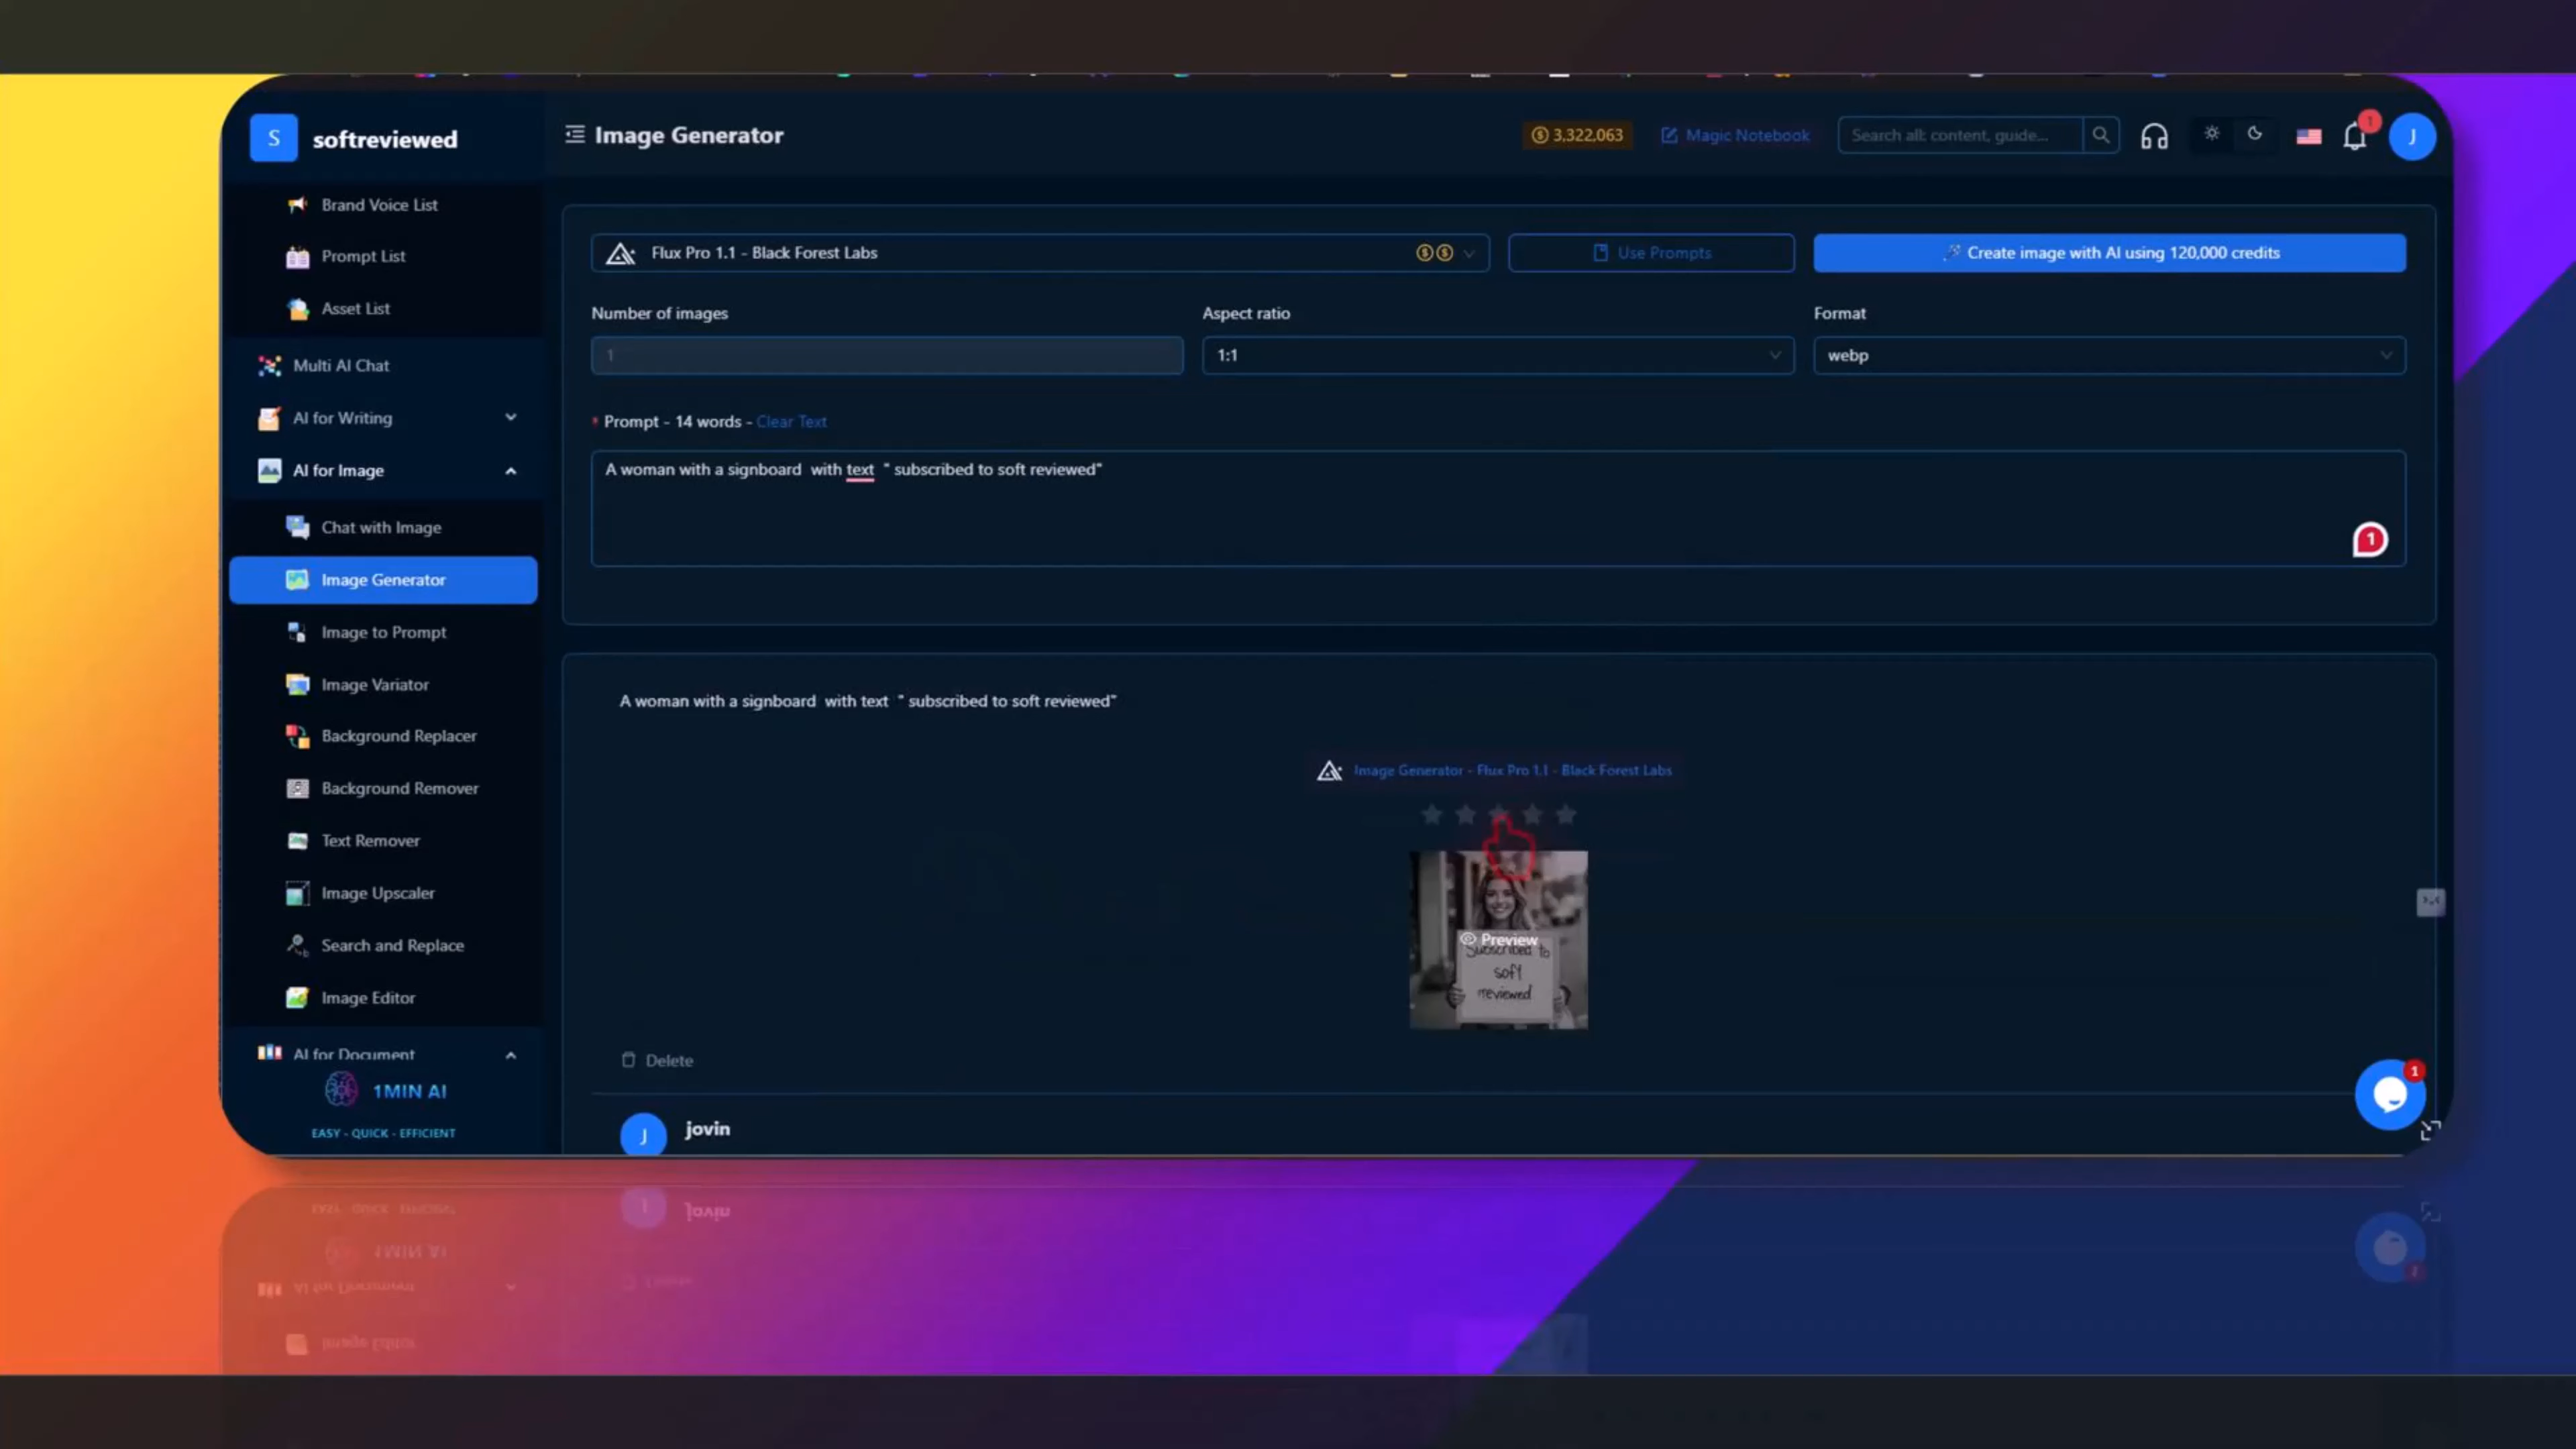 S softreviewed
Image Generator
3,322,063
Magic Notebook
Search all: content, guide...
1
J
Brand Voice List
Prompt List
Asset List
Multi AI Chat
AI for Writing
AI for Image
Chat with Image
Image Generator
Image to Prompt
Image Variator
Background Replacer
Background Remover
Text Remover
Image Upscaler
Search and Replace
Image Editor
AI for Document
1MIN AI
EASY - QUICK - EFFICIENT
Flux Pro 1.1 - Black Forest Labs
Use Prompts
Create image with AI using 120,000 credits
Number of images
Aspect ratio
Format
1
1:1
webp
* Prompt - 14 words - Clear Text
A woman with a signboard  with text  " subscribed to soft reviewed"
1
A woman with a signboard  with text  " subscribed to soft reviewed"
Image Generator - Flux Pro 1.1 - Black Forest Labs
Preview
Subscribed to
soft
reviewed
Delete
1
J
jovin